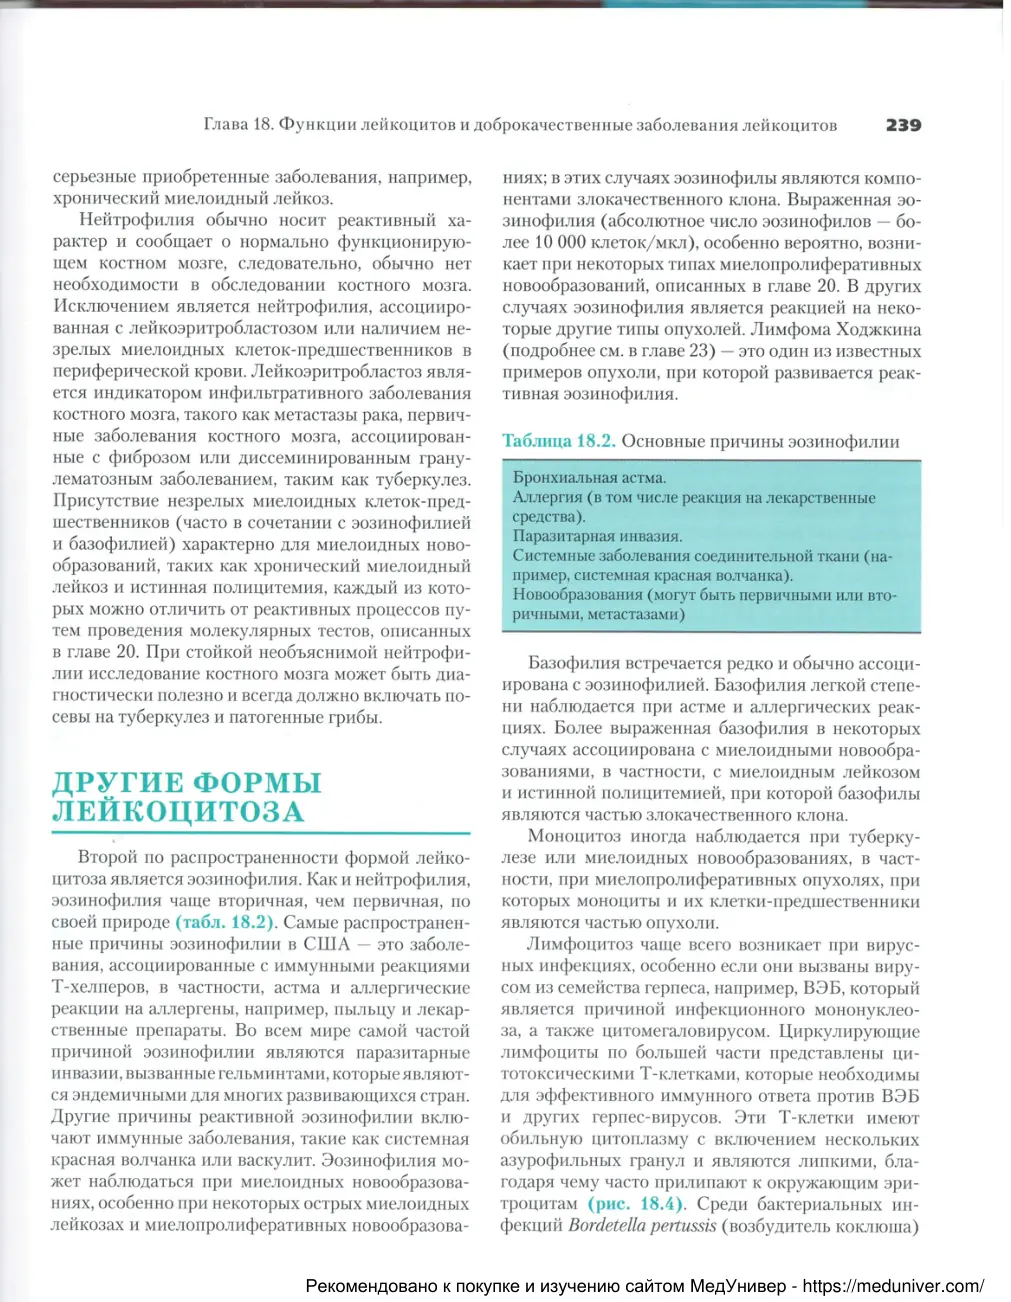 Глава 18. Функции лейкоцитов и доброкачественные заболевания лейкоцитов 239
серьезные приобретенные заболевания, например,
хронический миелоидный лейкоз.
Нейтрофилия обычно носит реактивный ха-
рактер и сообщает о нормально функционирую-
щем костном мозге, следовательно, обычно нет
необходимости в обследовании костного мозга.
Исключением является нейтрофилия, ассоцииро-
ванная с лейкоэритробластозом или наличием не-
зрелых миелоидных клеток-предшественников в
периферической крови. Лейкоэритробластоз явля-
ется индикатором инфильтративного заболевания
костного мозга, такого как метастазы рака, первич-
ные заболевания костного мозга, ассоциирован-
ные с фиброзом или диссеминированным грану-
лематозным заболеванием, таким как туберкулез.
Присутствие незрелых миелоидных клеток-пред-
шественников (часто в сочетании с эозинофилией
и базофилией) характерно для миелоидных ново-
образований, таких как хронический миелоидный
лейкоз и истинная полицитемия, каждый из кото-
рых можно отличить от реактивных процессов пу-
тем проведения молекулярных тестов, описанных
в главе 20. При стойкой необъяснимой нейтрофи-
лии исследование костного мозга может быть диа-
гностически полезно и всегда должно включать по-
севы на туберкулез и патогенные грибы.
ДРУГИЕ ФОРМЫ
ЛЕЙКОЦИТОЗА
Второй по распространенности формой лейко-
цитоза является эозинофилия. Как и нейтрофилия,
эозинофилия чаще вторичная, чем первичная, по
своей природе (табл. 18.2). Самые распространен-
ные причины эозинофилии в США — это заболе-
вания, ассоциированные с иммунными реакциями
Т-хелперов, в частности, астма и аллергические
реакции на аллергены, например, пыльцу и лекар-
ственные препараты. Во всем мире самой частой
причиной эозинофилии являются паразитарные
инвазии, вызванные гельминтами, которые являют-
ся эндемичными для многих развивающихся стран.
Другие причины реактивной эозинофилии вклю-
чают иммунные заболевания, такие как системная
красная волчанка или васкулит. Эозинофилия мо-
жет наблюдаться при миелоидных новообразова-
ниях, особенно при некоторых острых миелоидных
лейкозах и миелопролиферативных новообразова-
ниях; в этих случаях эозинофилы являются компо-
нентами злокачественного клона. Выраженная эо-
зинофилия (абсолютное число эозинофилов — бо-
лее 10 000 клеток/мкл), особенно вероятно, возни-
кает при некоторых типах миелопролиферативных
новообразований, описанных в главе 20. В других
случаях эозинофилия является реакцией на неко-
торые другие типы опухолей. Лимфома Ходжкина
(подробнее см. в главе 23) — это один из известных
примеров опухоли, при которой развивается реак-
тивная эозинофилия.
Таблица 18.2. Основные причины эозинофилии
Бронхиальная астма.
Аллергия (в том числе реакция на лекарственные
средства).
Паразитарная инвазия.
Системные заболевания соединительной ткани (на-
пример, системная красная волчанка).
Новообразования (могут быть первичными или вто-
ричными, метастазами)
Базофилия встречается редко и обычно ассоци-
ирована с эозинофилией. Базофилия легкой степе-
ни наблюдается при астме и аллергических реак-
циях. Более выраженная базофилия в некоторых
случаях ассоциирована с миелоидными новообра-
зованиями, в частности, с миелоидным лейкозом
и истинной полицитемией, при которой базофилы
являются частью злокачественного клона.
Моноцитоз иногда наблюдается при туберку-
лезе или миелоидных новообразованиях, в част-
ности, при миелопролиферативных опухолях, при
которых моноциты и их клетки-предшественники
являются частью опухоли.
Лимфоцитоз чаще всего возникает при вирус-
ных инфекциях, особенно если они вызваны виру-
сом из семейства герпеса, например, ВЭБ, который
является причиной инфекционного мононуклео-
за, а также цитомегаловирусом. Циркулирующие
лимфоциты по большей части представлены ци-
тотоксическими Т-клетками, которые необходимы
для эффективного иммунного ответа против ВЭБ
и других герпес-вирусов. Эти Т-клетки имеют
обильную цитоплазму с включением нескольких
азурофильных гранул и являются липкими, бла-
годаря чему часто прилипают к окружающим эри-
троцитам (рис. 18.4). Среди бактериальных ин-
фекций Bordetella pertussis (возбудитель коклюша)
Рекомендовано к покупке и изучению сайтом МедУнивер - https://meduniver.com/